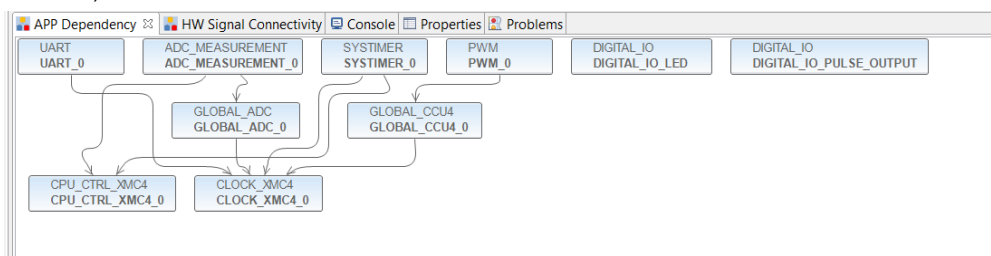 APP Dependency HW Signal Connectivity Console Properties Problems
UART ADC_MEASUREMENT SYSTIMER PWM DIGITAL_IO DIGITAL_IO
UART_0 ADC_MEASUREMENT_0 SYSTIMER_0 PWM_0 DIGITAL_IO_LED DIGITAL_IO_PULSE_OUTPUT
GLOBAL_ADC GLOBAL_CCU4
GLOBAL_ADC_0 GLOBAL_CCU4_0
CPU_CTRL_XMC4 CLOCK_XMC4
CPU_CTRL_XMC4_0 CLOCK_XMC4_0